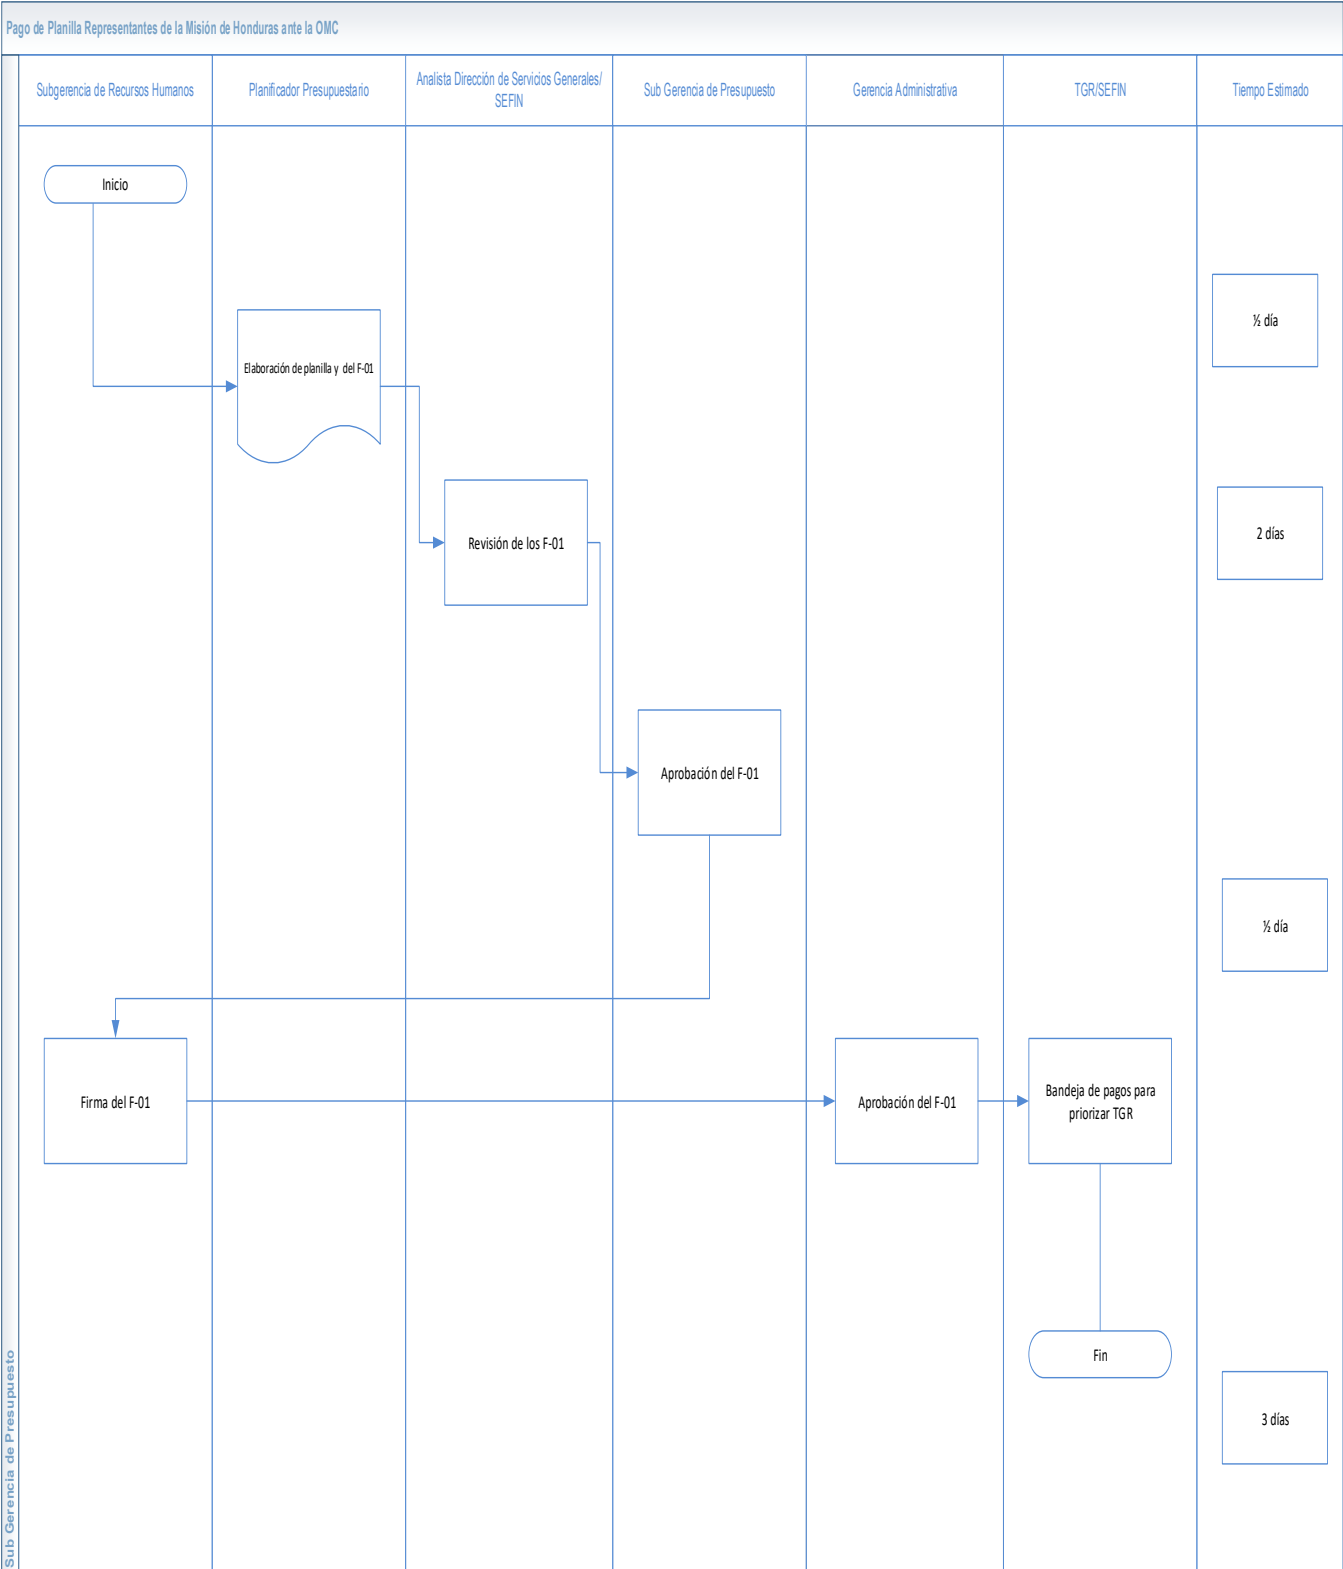 Pago de Planilla Representantes de la Misión de Honduras ante la OMC
Subgerencia de Recursos Humanos
Planificador Presupuestario
Analista Dirección de Servicios Generales/
SEFIN
Sub Gerencia de Presupuesto
Gerencia Administrativa
TGR/SEFIN
Tiempo Estimado
Inicio
½ día
Elaboración de planilla y del F-01
2 días
Revisión de los F-01
Aprobación del F-01
½ día
Firma del F-01
Aprobación del F-01
Bandeja de pagos para
priorizar TGR
Fin
3 días
Sub Gerencia de Presupuesto